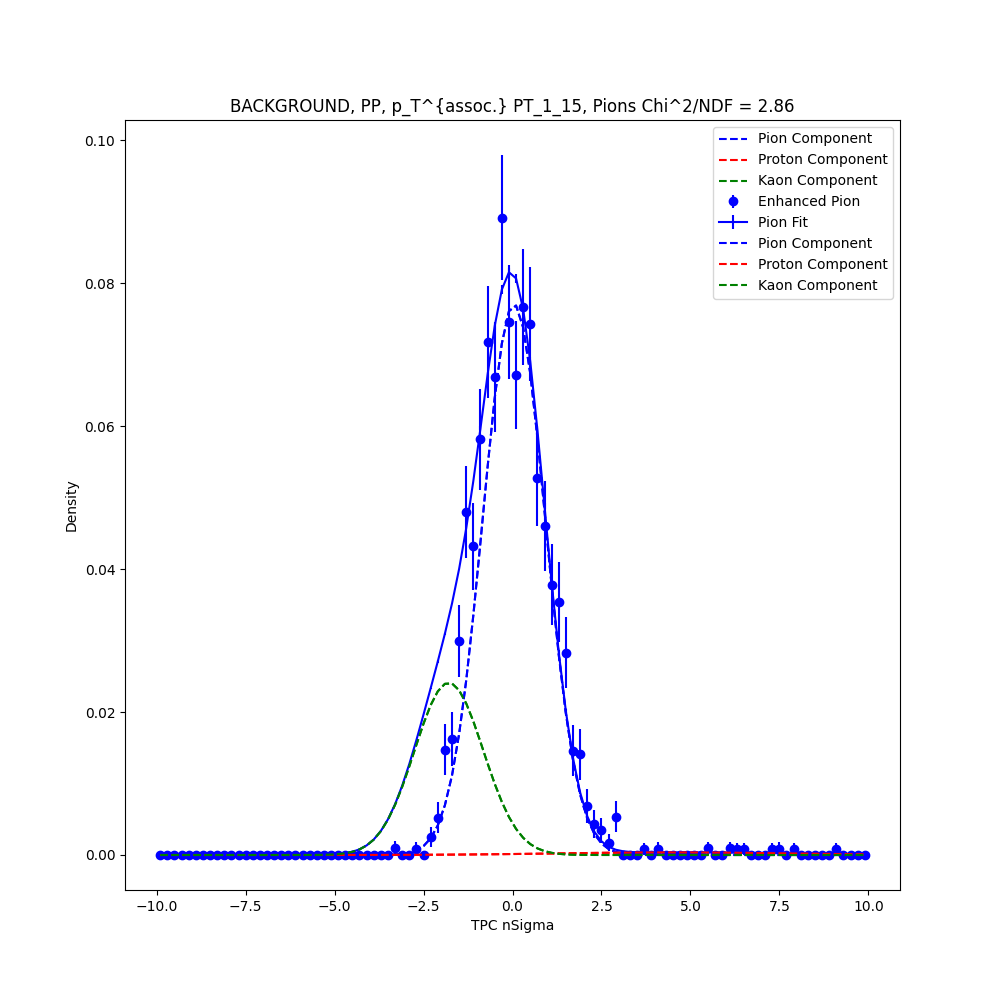 BACKGROUND, PP, p_T^{assoc.} PT_1_15, Pions Chi^2/NDF = 2.86
Pion Component
Proton Component
Kaon Component
Enhanced Pion
Pion Fit
Pion Component
Proton Component
Kaon Component
Density
0.10
0.08
0.06
0.04
0.02
0.00
−10.0 −7.5 −5.0 −2.5 0.0 2.5 5.0 7.5 10.0
TPC nSigma